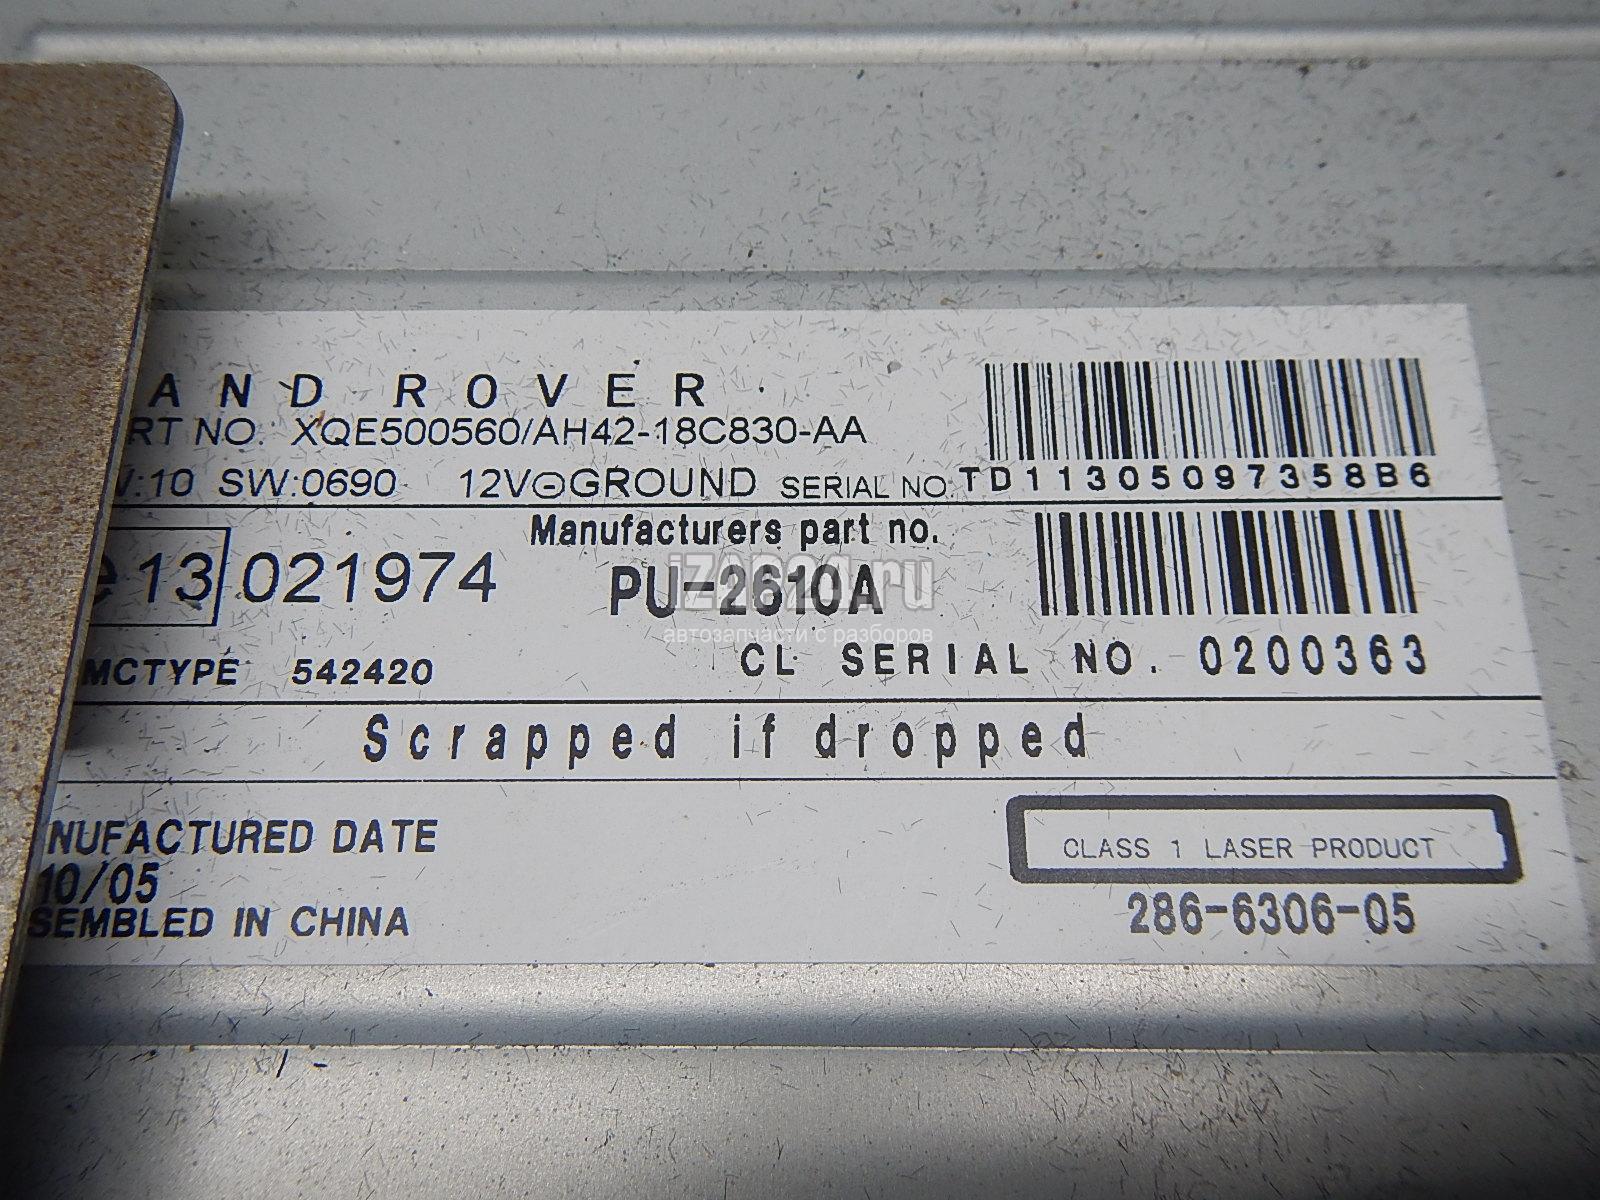 AND ROVER
RT NO. XQE500560/AH42-18C830-AA
V:10 SW:0690 12V⊖GROUND SERIAL NO TD11305097358B6
e13 021974
Manufacturers part no.
PU-2610A
iZAP24.ru
автозапчасти с разборов
MCTYPE 542420
CL SERIAL NO. 0200363
Scrapped if dropped
NUFACTURED DATE
10/05
SEMBLED IN CHINA
CLASS 1 LASER PRODUCT
286-6306-05